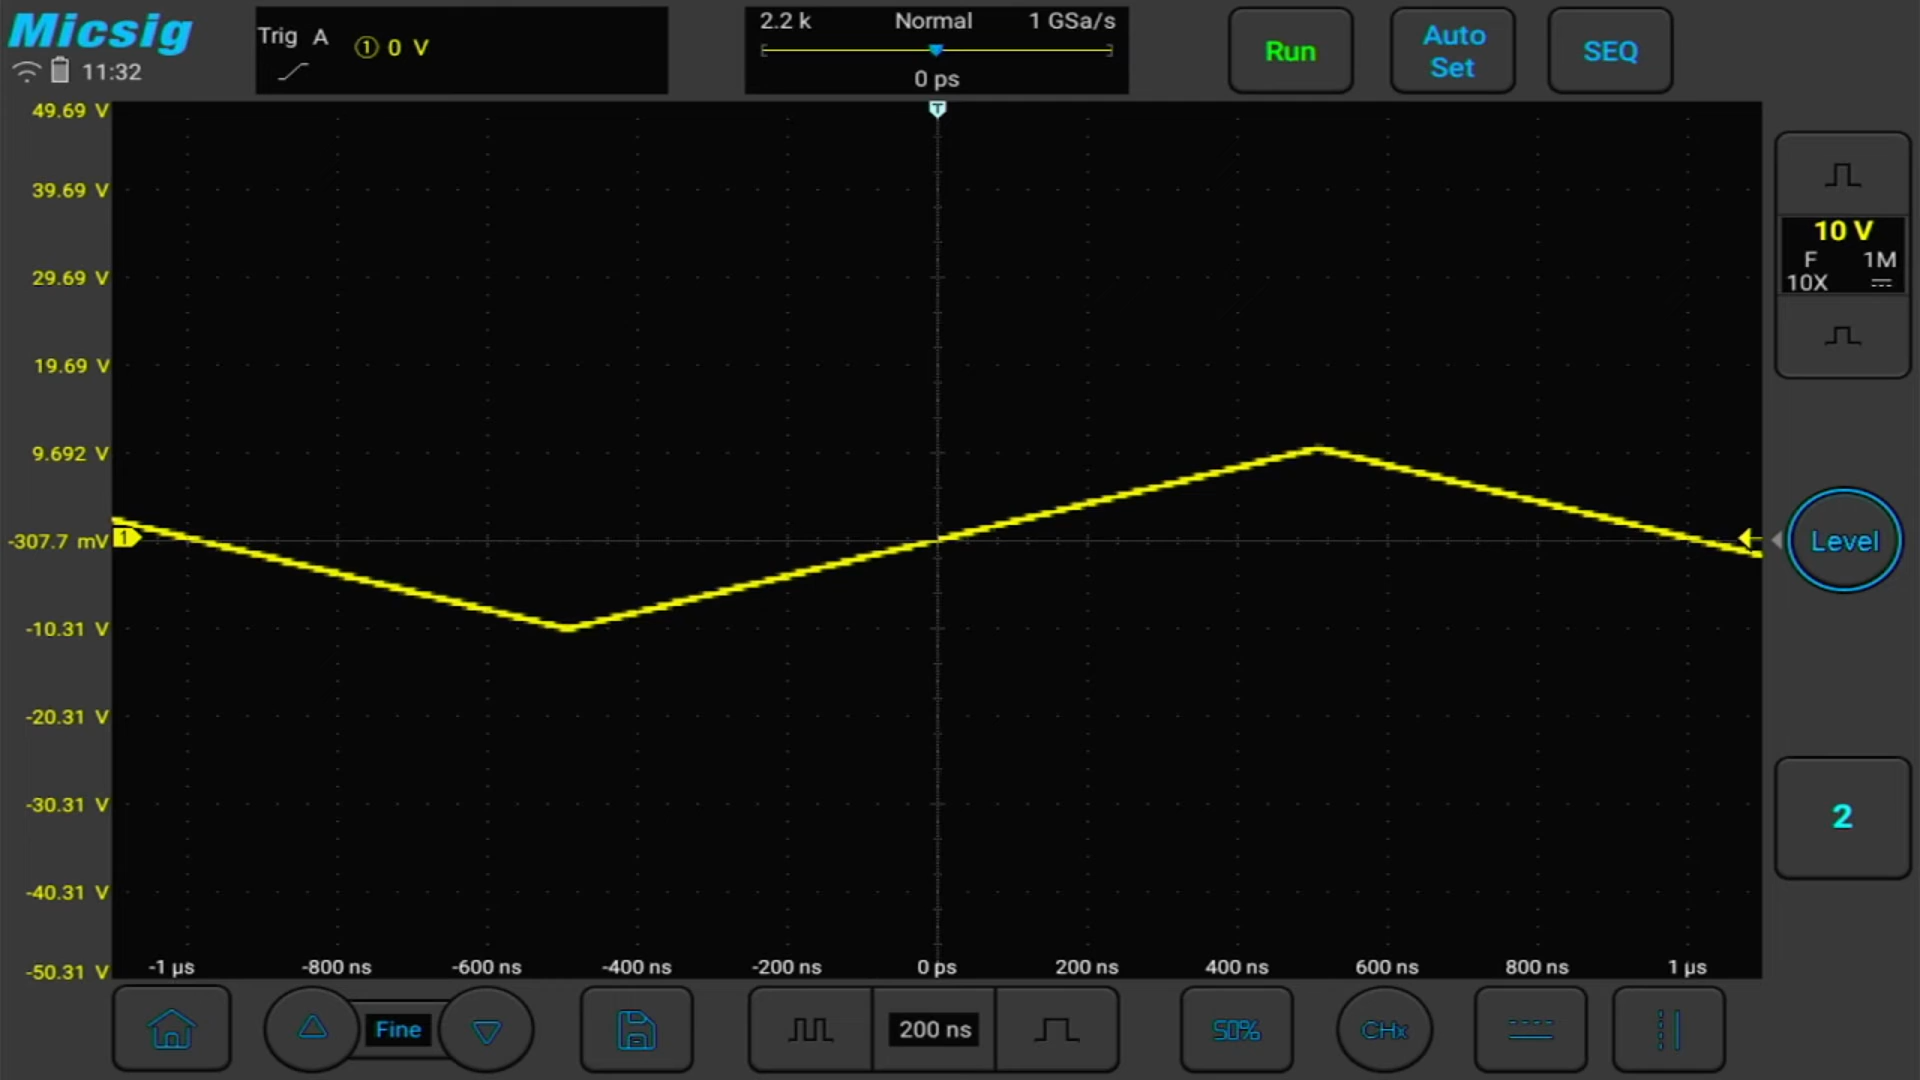 Micsig
11:32
Trig A ① 0 V
2.2 k Normal 1 GSa/s
0 ps
Run
Auto
Set
SEQ
T
49.69 V
39.69 V
29.69 V
19.69 V
9.692 V
-307.7 mV
-10.31 V
-20.31 V
-30.31 V
-40.31 V
-50.31 V
1
10 V
F 1M
10X
Level
2
-1 µs -800 ns -600 ns -400 ns -200 ns 0 ps 200 ns 400 ns 600 ns 800 ns 1 µs
Fine
200 ns
50%
CHx